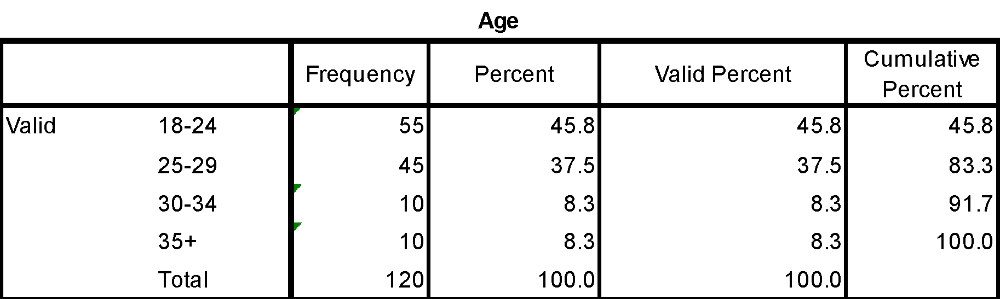 Age
Frequency Percent Valid Percent Cumulative Percent
Valid 18-24 55 45.8 45.8 45.8
25-29 45 37.5 37.5 83.3
30-34 10 8.3 8.3 91.7
35+ 10 8.3 8.3 100.0
Total 120 100.0 100.0